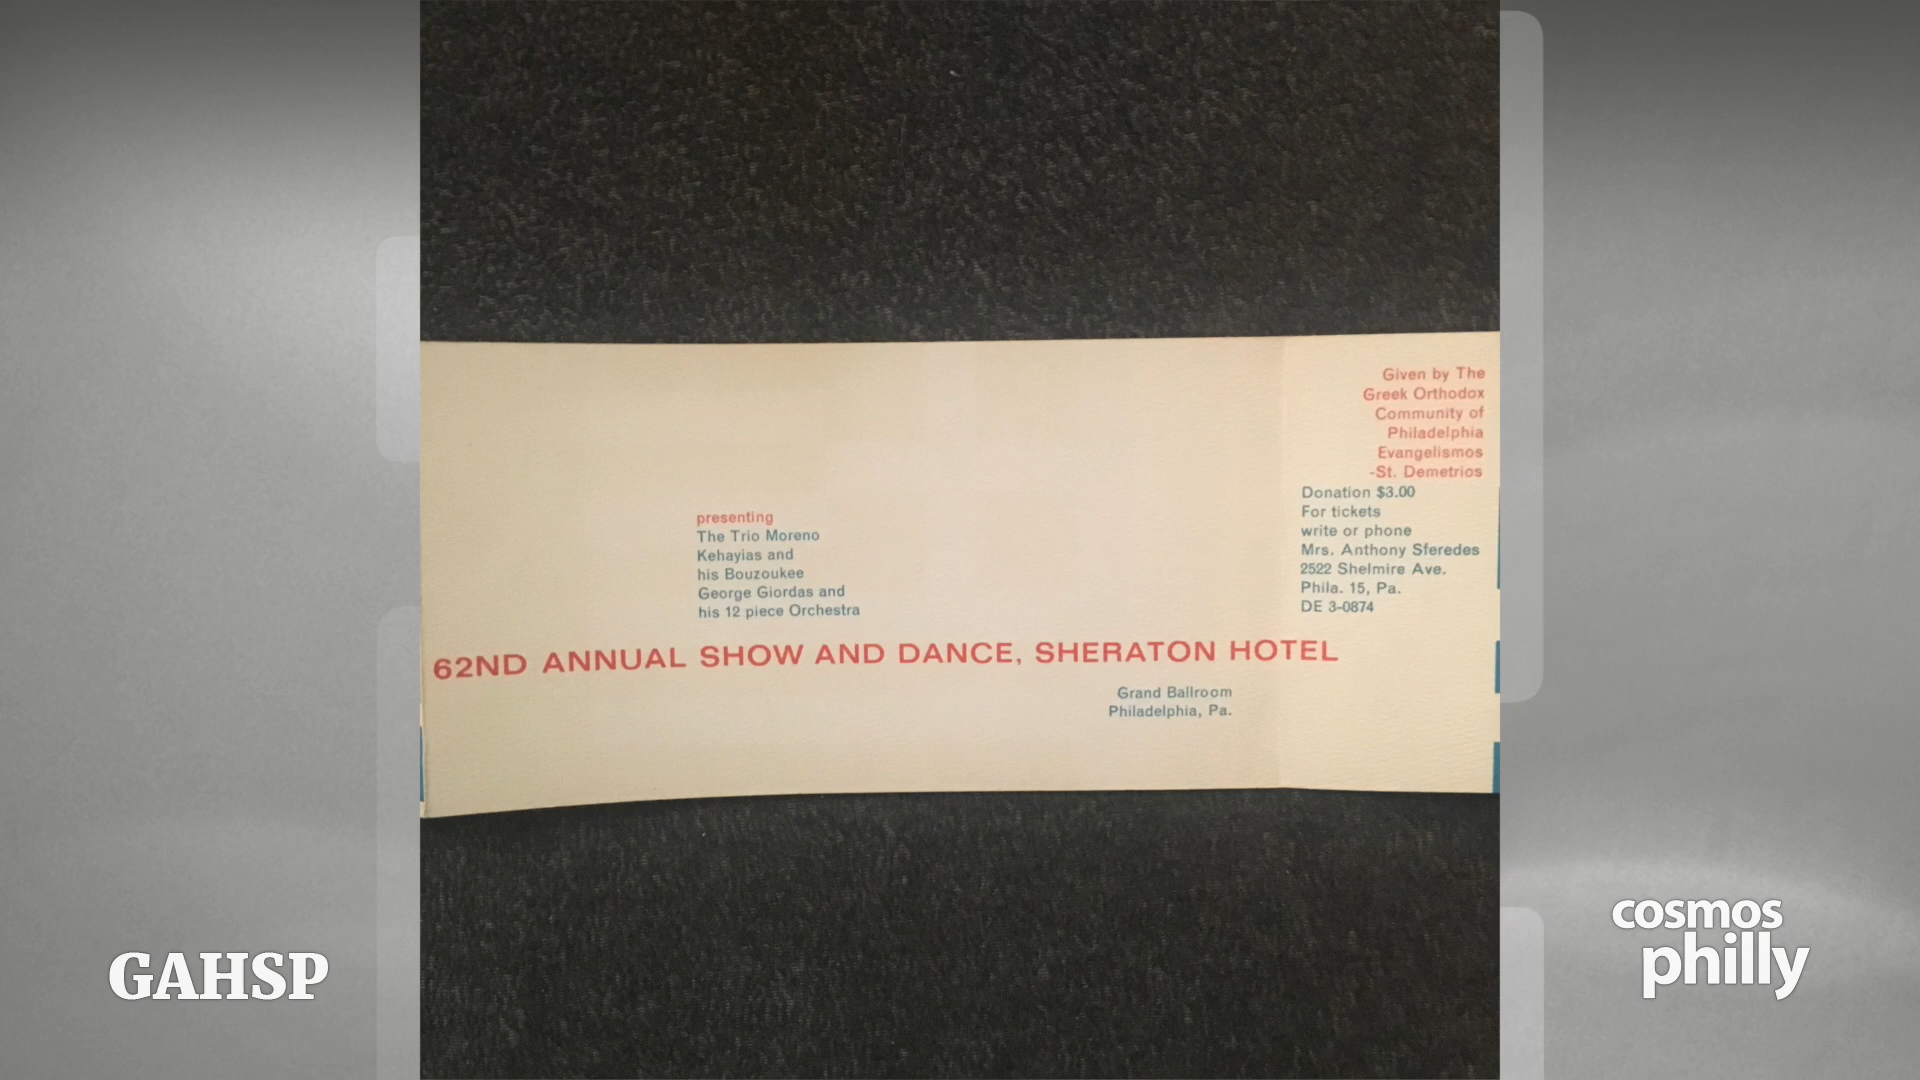 Given by The
Greek Orthodox
Community of
Philadelphia
Evangelismos
-St. Demetrios
Donation $3.00
For tickets
write or phone
Mrs. Anthony Sferedes
2522 Shelmire Ave.
Phila. 15, Pa.
DE 3-0874
presenting
The Trio Moreno
Kehayias and
his Bouzoukee
George Giordas and
his 12 piece Orchestra
62ND ANNUAL SHOW AND DANCE, SHERATON HOTEL
Grand Ballroom
Philadelphia, Pa.
GAHSP
cosmos
philly